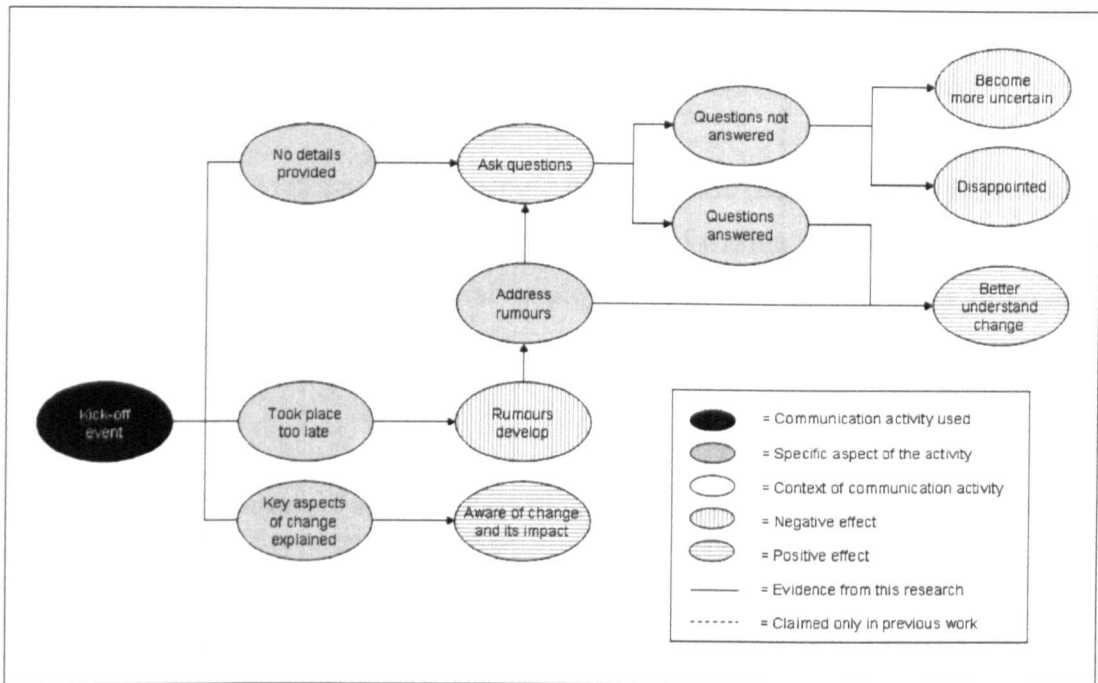 Become
more uncertain
Questions not
answered
No details
provided
Ask questions
Disappointed
Questions
answered
Address
rumours
Better
understand
change
Kick-off
event
Took place
too late
Rumours
develop
Key aspects
of change
explained
Aware of change
and its impact
= Communication activity used
= Specific aspect of the activity
= Context of communication activity
= Negative effect
= Positive effect
= Evidence from this research
= Claimed only in previous work